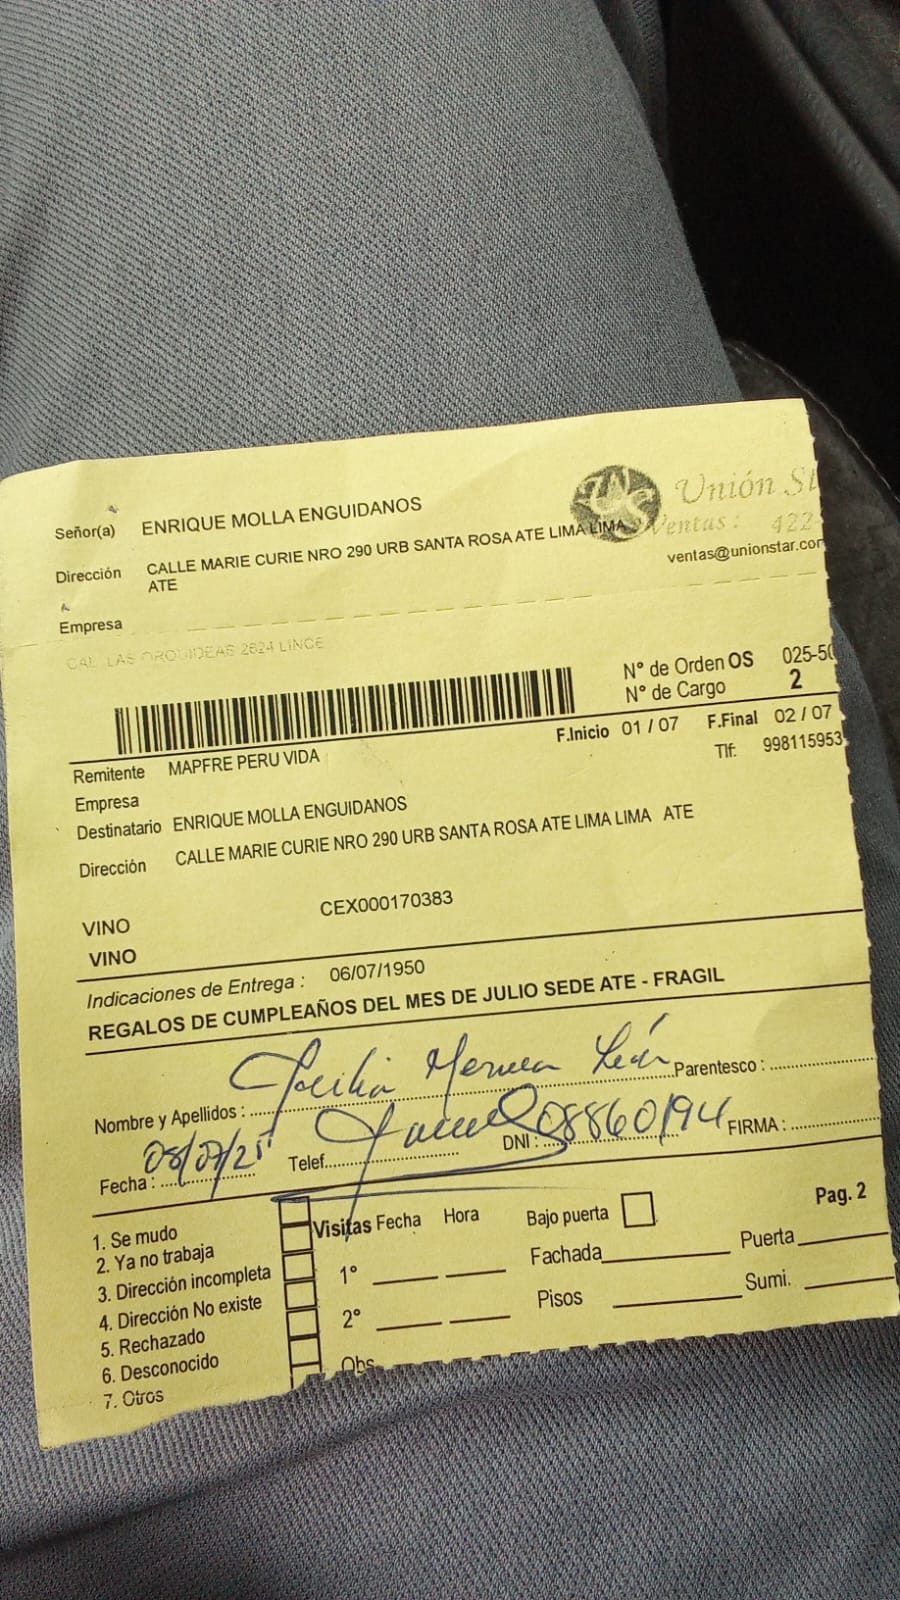 Unión
Señor(a) ENRIQUE MOLLA ENGUIDANOS
Ventas: 422
Dirección CALLE MARIE CURIE NRO 290 URB SANTA ROSA ATE LIMA LIMA
ATE
ventas@unionstar.com
Empresa
CAL LAS ORQUIDEAS 2624 LINCE
N° de Orden OS 025-50
N° de Cargo 2
F.Inicio 01 / 07 F.Final 02 / 07
Remitente MAPFRE PERU VIDA
Tlf: 998115953
Empresa
Destinatario ENRIQUE MOLLA ENGUIDANOS
Dirección CALLE MARIE CURIE NRO 290 URB SANTA ROSA ATE LIMA LIMA ATE
VINO CEX000170383
VINO
Indicaciones de Entrega : 06/07/1950
REGALOS DE CUMPLEAÑOS DEL MES DE JULIO SEDE ATE - FRAGIL
Nombre y Apellidos : León Parentesco :
Fecha : 08/07/25 Telef. DNI : 08860194 FIRMA :
1. Se mudo
2. Ya no trabaja
3. Dirección incompleta
4. Dirección No existe
5. Rechazado
6. Desconocido
7. Otros
Visitas Fecha Hora Bajo puerta Pag. 2
1° Fachada Puerta
2° Pisos Sumi.
Obs